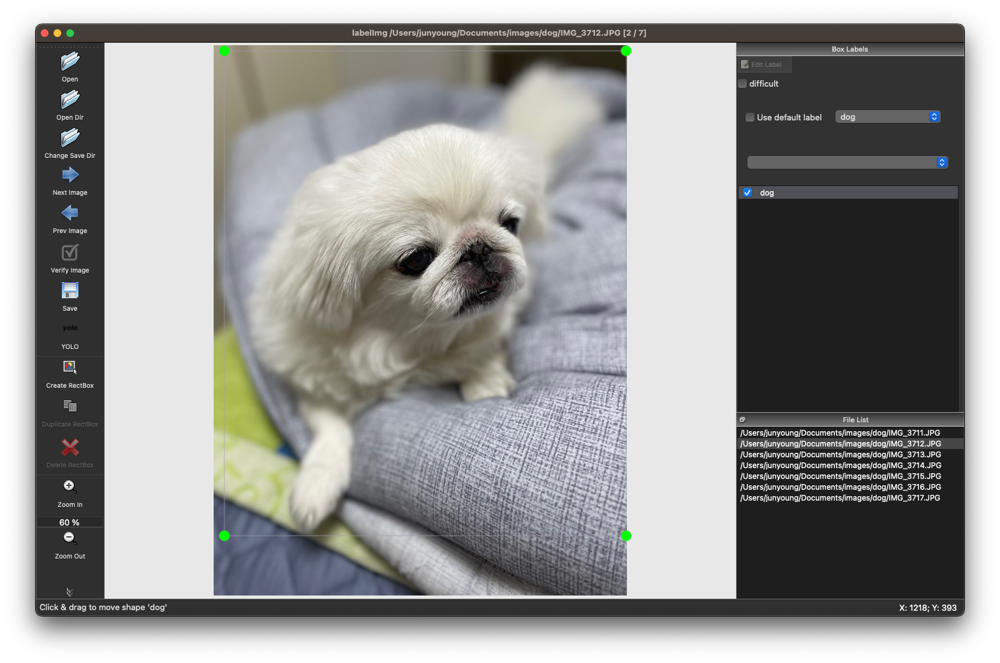 labelImg /Users/junyoung/Documents/images/dog/IMG_3712.JPG [2 / 7]
Open
Open Dir
Change Save Dir
Next Image
Prev Image
Verify Image
Save
yolo
YOLO
Create RectBox
Duplicate RectBox
Delete RectBox
Zoom In
60 %
Zoom Out
Box Labels
Edit Label
difficult
Use default label
dog
dog
File List
/Users/junyoung/Documents/images/dog/IMG_3711.JPG
/Users/junyoung/Documents/images/dog/IMG_3712.JPG
/Users/junyoung/Documents/images/dog/IMG_3713.JPG
/Users/junyoung/Documents/images/dog/IMG_3714.JPG
/Users/junyoung/Documents/images/dog/IMG_3715.JPG
/Users/junyoung/Documents/images/dog/IMG_3716.JPG
/Users/junyoung/Documents/images/dog/IMG_3717.JPG
Click & drag to move shape 'dog'
X: 1218; Y: 393